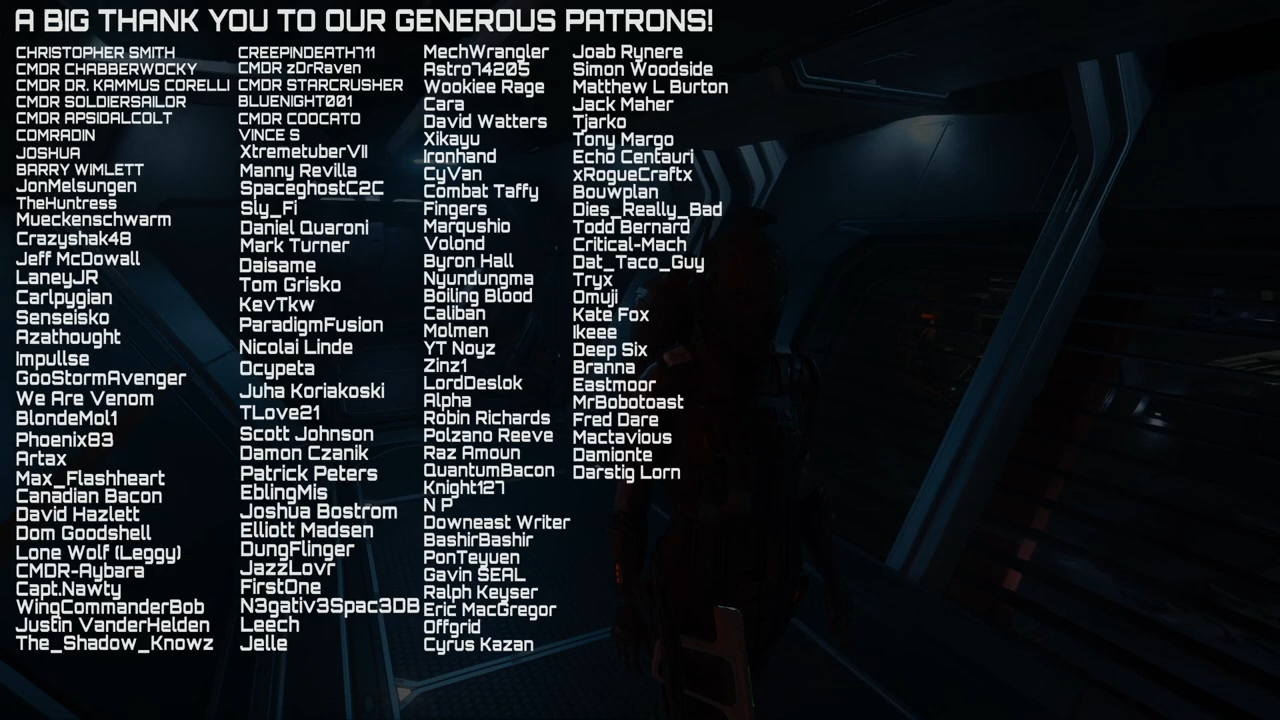 A BIG THANK YOU TO OUR GENEROUS PATRONS!
CHRISTOPHER SMITH
CMDR CHABBERWOCKY
CMDR DR. KAMMUS CORELLI
CMDR SOLDIERSAILOR
CMDR APSIDALCOLT
COMRADIN
JOSHUA
BARRY WIMLETT
JonMelsungen
TheHuntress
Mueckenschwarm
Crazyshak48
Jeff McDowall
LaneyJR
Carlpygian
Senseisko
Azathought
Impullse
GooStormAvenger
We Are Venom
BlondeMol1
Phoenix83
Artax
Max_Flashheart
Canadian Bacon
David Hazlett
Dom Goodshell
Lone Wolf (Leggy)
CMDR-Aybara
Capt.Nawty
WingCommanderBob
Justin VanderHelden
The_Shadow_Knowz
CREEPINDEATH711
CMDR zDrRaven
CMDR STARCRUSHER
BLUENIGHT001
CMDR COOCATO
VINCE S
XtremetuberVII
Manny Revilla
SpaceghostC2C
Sly_Fi
Daniel Quaroni
Mark Turner
Daisame
Tom Grisko
KevTkw
ParadigmFusion
Nicolai Linde
Ocypeta
Juha Koriakoski
TLove21
Scott Johnson
Damon Czanik
Patrick Peters
EblingMis
Joshua Bostrom
Elliott Madsen
DungFlinger
JazzLovr
FirstOne
N3gativ3Spac3DB
Leech
Jelle
MechWrangler
Astro74205
Wookiee Rage
Cara
David Watters
Xikayu
Ironhand
CyVan
Combat Taffy
Fingers
Marqushio
Volond
Byron Hall
Nyundungma
Boiling Blood
Caliban
Molmen
YT Noyz
Zinz1
LordDeslok
Alpha
Robin Richards
Polzano Reeve
Raz Amoun
QuantumBacon
Knight127
N P
Downeast Writer
BashirBashir
PonTeyuen
Gavin SEAL
Ralph Keyser
Eric MacGregor
Offgrid
Cyrus Kazan
Joab Rynere
Simon Woodside
Matthew L Burton
Jack Maher
Tjarko
Tony Margo
Echo Centauri
xRogueCraftx
Bouwplan
Dies_Really_Bad
Todd Bernard
Critical-Mach
Dat_Taco_Guy
Tryx
Omuji
Kate Fox
Ikeee
Deep Six
Branna
Eastmoor
MrBobotoast
Fred Dare
Mactavious
Damionte
Darstig Lorn